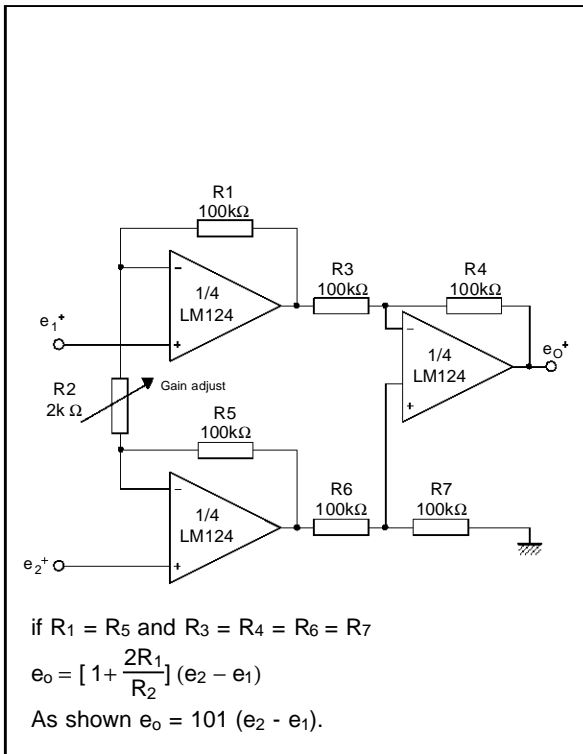 R1
100kΩ
1/4
LM124
R3
100kΩ
R4
100kΩ
e1+
1/4
LM124
eO+
R2
2k Ω
Gain adjust
R5
100kΩ
1/4
LM124
R6
100kΩ
R7
100kΩ
e2+
if R1 = R5 and R3 = R4 = R6 = R7
eo = [ 1+ 2R1/R2 ] (e2 – e1)
As shown eo = 101 (e2 - e1).